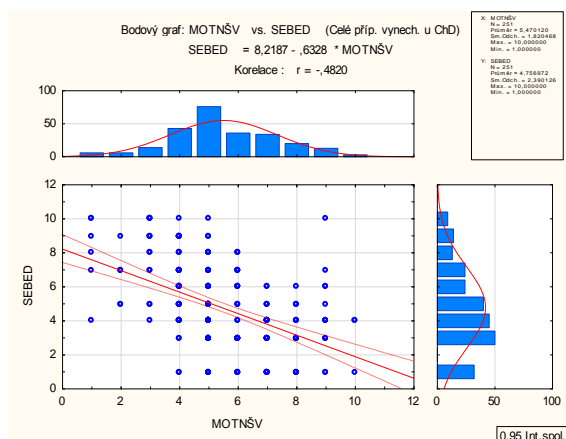 Bodový graf: MOTNŠV vs. SEBED (Celé příp. vynech. u ChD)
SEBED = 8,2187 - ,6328 * MOTNŠV
Korelace : r = -,4820
X: MOTNŠV
N = 251
Průměr = 5,470120
Sm.Odch. = 1,820468
Max. = 10,000000
Min. = 1,000000
Y: SEBED
N = 251
Průměr = 4,756972
Sm.Odch. = 2,390126
Max. = 10,000000
Min. = 1,000000
100
50
0
12
10
8
6
4
2
0
SEBED
0 2 4 6 8 10 12
MOTNŠV
0 50 100
0,95 Int.spol.